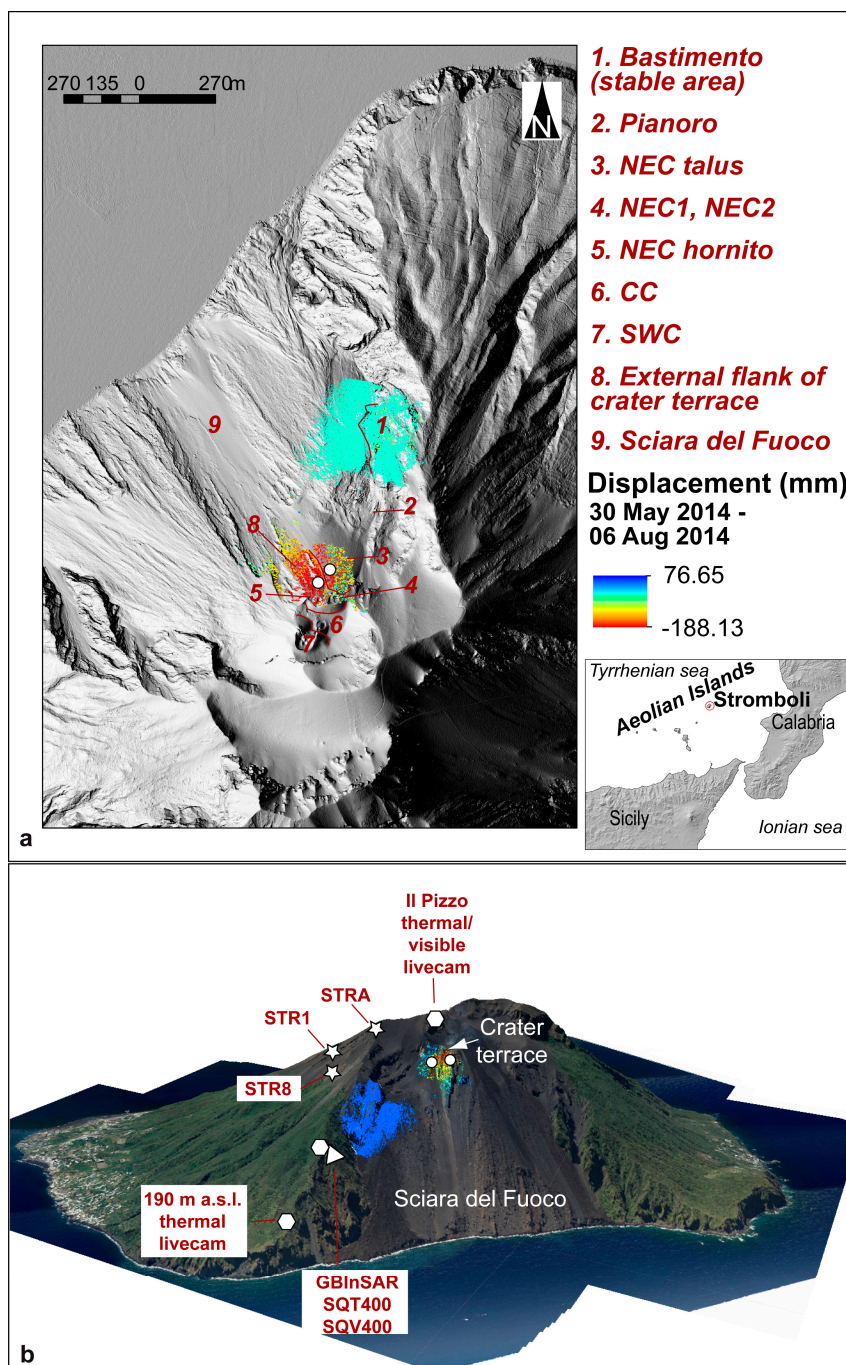 270 135 0 270m
N
1. Bastimento
(stable area)
2. Pianoro
3. NEC talus
4. NEC1, NEC2
5. NEC hornito
6. CC
7. SWC
8. External flank of
crater terrace
9. Sciara del Fuoco
1
9
2
8
3
5
4
6
7
Displacement (mm)
30 May 2014 -
06 Aug 2014
76.65
-188.13
Tyrrhenian sea
Aeolian Islands
Stromboli
Calabria
Sicily
Ionian sea
a
Il Pizzo
thermal/
visible
livecam
STRA
STR1
Crater
terrace
STR8
190 m a.s.l.
thermal
livecam
Sciara del Fuoco
GBInSAR
SQT400
SQV400
b